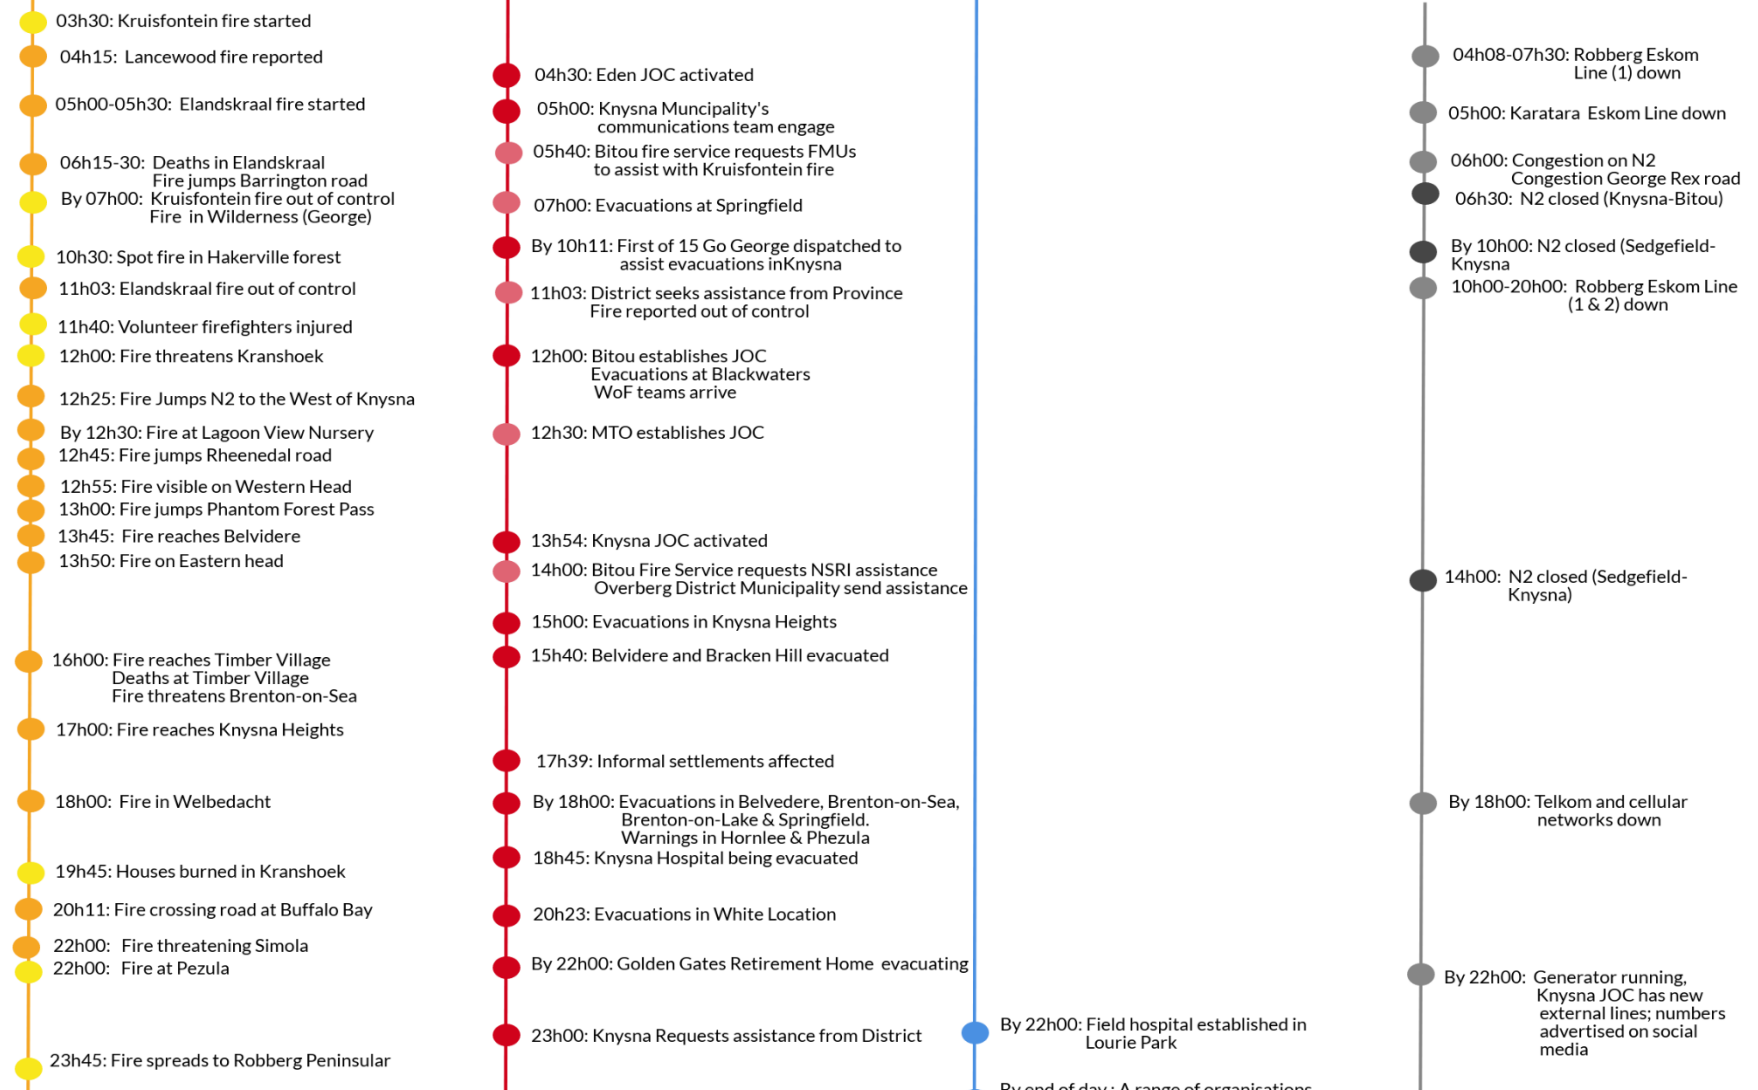 03h30: Kruisfontein fire started
04h15: Lancewood fire reported
05h00-05h30: Elandskraal fire started
06h15-30: Deaths in Elandskraal
Fire jumps Barrington road
By 07h00: Kruisfontein fire out of control
Fire in Wilderness (George)
10h30: Spot fire in Hakerville forest
11h03: Elandskraal fire out of control
11h40: Volunteer firefighters injured
12h00: Fire threatens Kranshoek
12h25: Fire Jumps N2 to the West of Knysna
By 12h30: Fire at Lagoon View Nursery
12h45: Fire jumps Rheenedal road
12h55: Fire visible on Western Head
13h00: Fire jumps Phantom Forest Pass
13h45: Fire reaches Belvidere
13h50: Fire on Eastern head
16h00: Fire reaches Timber Village
Deaths at Timber Village
Fire threatens Brenton-on-Sea
17h00: Fire reaches Knysna Heights
18h00: Fire in Welbedacht
19h45: Houses burned in Kranshoek
20h11: Fire crossing road at Buffalo Bay
22h00: Fire threatening Simola
22h00: Fire at Pezula
23h45: Fire spreads to Robberg Peninsular
04h30: Eden JOC activated
05h00: Knysna Muncipality's
communications team engage
05h40: Bitou fire service requests FMUs
to assist with Kruisfontein fire
07h00: Evacuations at Springfield
By 10h11: First of 15 Go George dispatched to
assist evacuations inKnysna
11h03: District seeks assistance from Province
Fire reported out of control
12h00: Bitou establishes JOC
Evacuations at Blackwaters
WoF teams arrive
12h30: MTO establishes JOC
13h54: Knysna JOC activated
14h00: Bitou Fire Service requests NSRI assistance
Overberg District Municipality send assistance
15h00: Evacuations in Knysna Heights
15h40: Belvidere and Bracken Hill evacuated
17h39: Informal settlements affected
By 18h00: Evacuations in Belvedere, Brenton-on-Sea,
Brenton-on-Lake & Springfield.
Warnings in Hornlee & Phezula
18h45: Knysna Hospital being evacuated
20h23: Evacuations in White Location
By 22h00: Golden Gates Retirement Home evacuating
23h00: Knysna Requests assistance from District
By 22h00: Field hospital established in
Lourie Park
By end of day : A range of organisations
04h08-07h30: Robberg Eskom
Line (1) down
05h00: Karatara Eskom Line down
06h00: Congestion on N2
Congestion George Rex road
06h30: N2 closed (Knysna-Bitou)
By 10h00: N2 closed (Sedgefield-
Knysna
10h00-20h00: Robberg Eskom Line
(1 & 2) down
14h00: N2 closed (Sedgefield-
Knysna)
By 18h00: Telkom and cellular
networks down
By 22h00: Generator running,
Knysna JOC has new
external lines; numbers
advertised on social
media